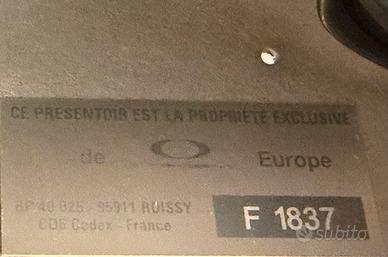 CE PRESENTOIR EST LA PROPRIETE EXCLUSIVE
de Europe
BP 40 025 - 95911 ROISSY
CDG Cedex - France
F 1837
subito